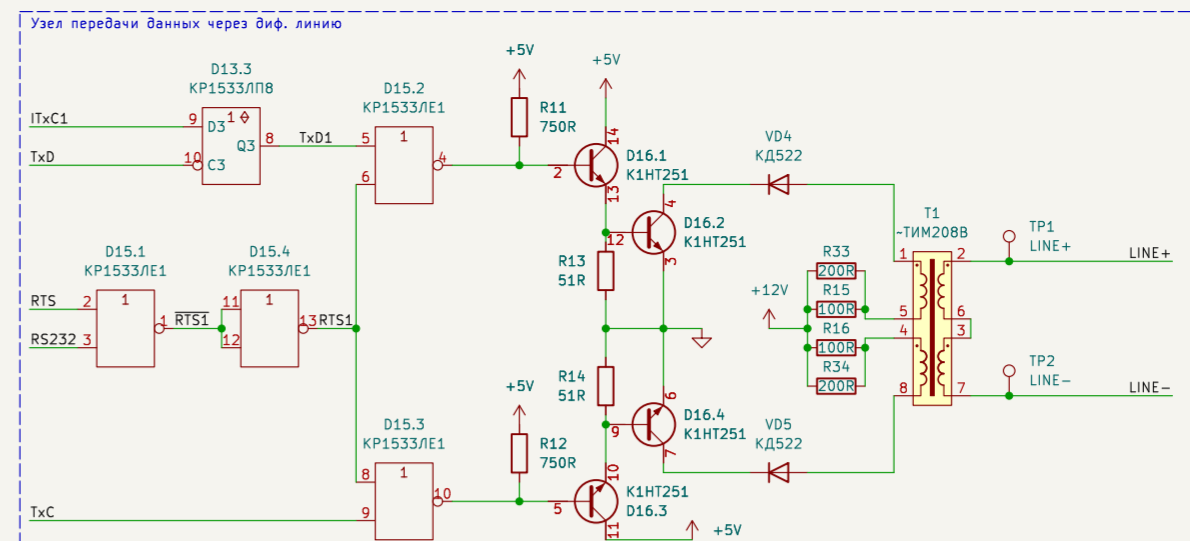 Узел передачи данных через диф. линию
D13.3
КР1533ЛП8
ITxC1
9
D3
1
Q3
8
TxD1
TxD
10
C3
D15.2
КР1533ЛЕ1
5
1
4
6
+5V
R11
750R
+5V
14
D16.1
К1НТ251
2
13
VD4
КД522
4
D16.2
К1НТ251
12
3
R13
51R
D15.1
КР1533ЛЕ1
RTS
2
1
RS232
3
1
RTS1
D15.4
КР1533ЛЕ1
11
1
12
13
RTS1
+12V
R33
200R
R15
100R
R16
100R
R34
200R
T1
~ТИМ208В
1
2
5
6
4
3
8
7
TP1
LINE+
LINE+
TP2
LINE−
LINE−
R14
51R
6
D16.4
К1НТ251
9
7
VD5
КД522
+5V
R12
750R
D15.3
КР1533ЛЕ1
8
1
10
TxC
9
10
К1НТ251
D16.3
5
11
+5V